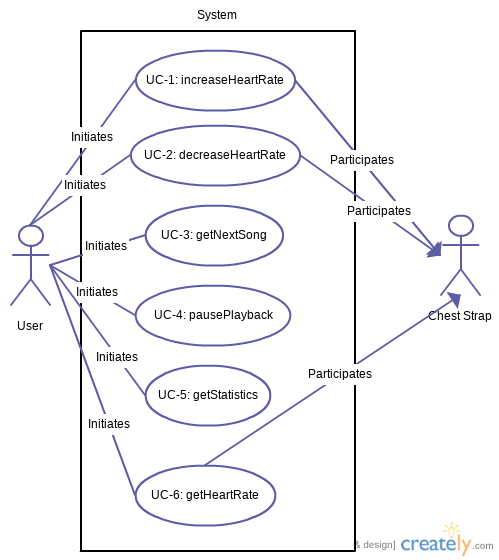 System
UC-1: increaseHeartRate
Initiates
UC-2: decreaseHeartRate
Participates
Initiates
Participates
UC-3: getNextSong
Initiates
Initiates
UC-4: pausePlayback
User
Chest Strap
Initiates
Participates
UC-5: getStatistics
Initiates
UC-6: getHeartRate
& design] creately.com